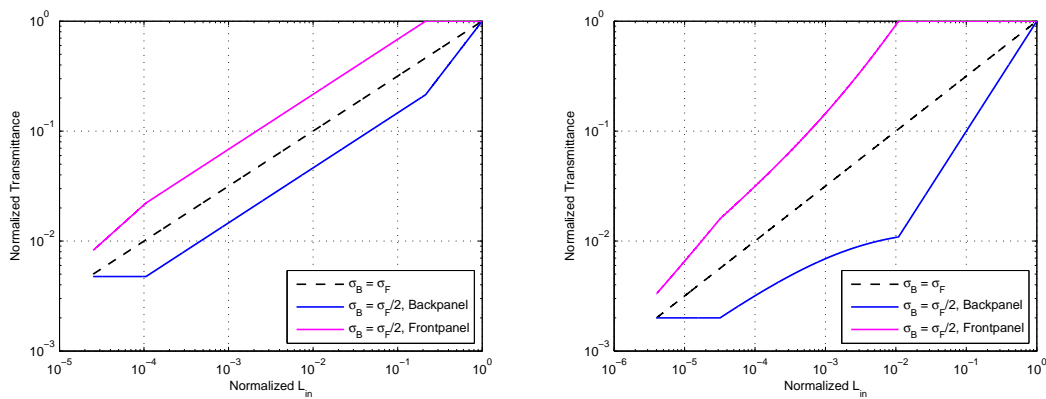 10^0
10^-1
10^-2
10^-3
Normalized Transmittance
10^-5
10^-4
10^-3
10^-2
10^-1
10^0
Normalized L_in
σ_B = σ_F
σ_B = σ_F/2, Backpanel
σ_B = σ_F/2, Frontpanel
10^0
10^-1
10^-2
10^-3
Normalized Transmittance
10^-6
10^-5
10^-4
10^-3
10^-2
10^-1
10^0
Normalized L_in
σ_B = σ_F
σ_B = σ_F/2, Backpanel
σ_B = σ_F/2, Frontpanel